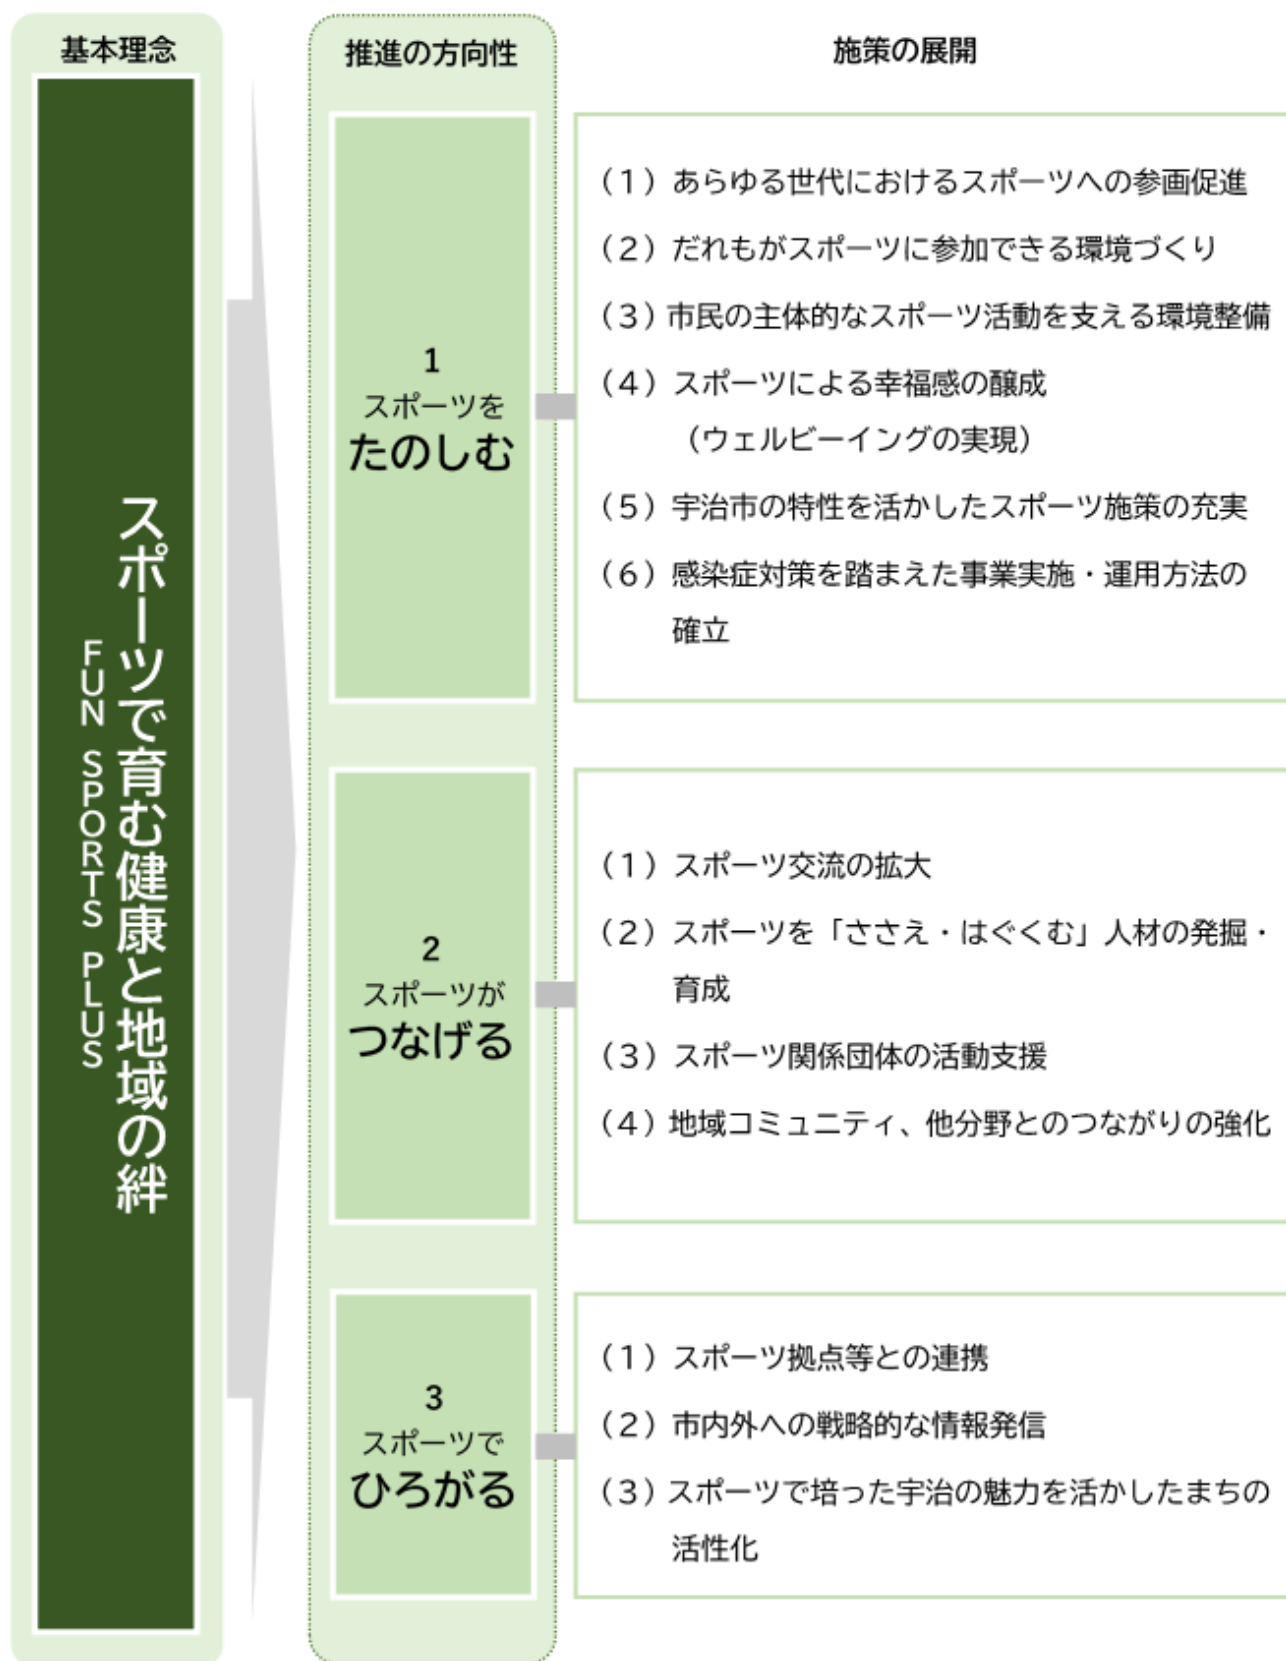 基本理念
スポーツで育む健康と地域の絆
FUN SPORTS PLUS
推進の方向性
施策の展開
1
スポーツを
たのしむ
（１）あらゆる世代におけるスポーツへの参画促進
（２）だれもがスポーツに参加できる環境づくり
（３）市民の主体的なスポーツ活動を支える環境整備
（４）スポーツによる幸福感の醸成
（ウェルビーイングの実現）
（５）宇治市の特性を活かしたスポーツ施策の充実
（６）感染症対策を踏まえた事業実施・運用方法の
確立
2
スポーツが
つなげる
（１）スポーツ交流の拡大
（２）スポーツを「ささえ・はぐくむ」人材の発掘・
育成
（３）スポーツ関係団体の活動支援
（４）地域コミュニティ、他分野とのつながりの強化
3
スポーツで
ひろがる
（１）スポーツ拠点等との連携
（２）市内外への戦略的な情報発信
（３）スポーツで培った宇治の魅力を活かしたまちの
活性化